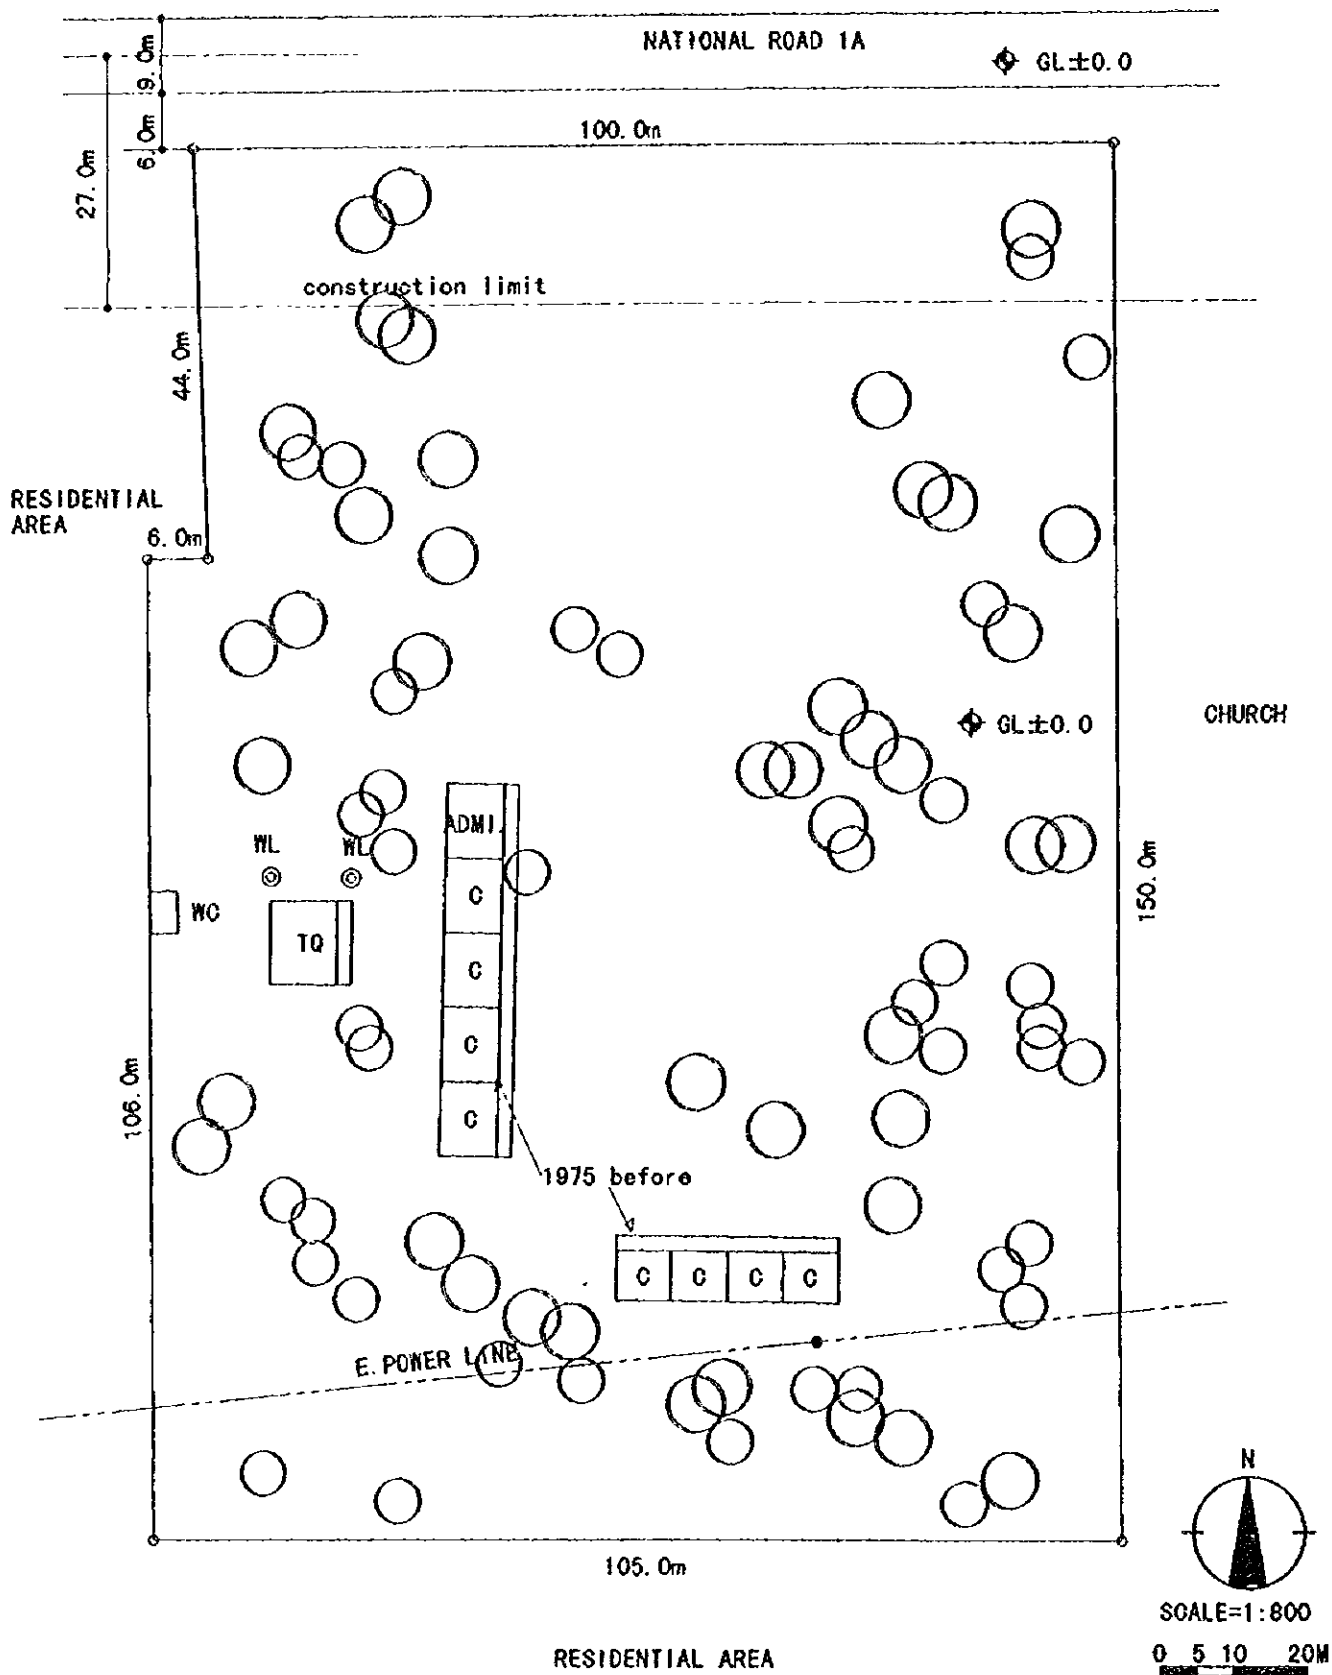 NATIONAL ROAD 1A
GL±0.0
9.0m
6.0m
27.0m
100.0m
construction limit
44.0m
RESIDENTIAL
AREA
6.0m
GL±0.0
CHURCH
ADMI.
WL
WL
C
WC
TQ
150.0m
C
C
106.0m
C
1975 before
C
C
C
C
E. POWER LINE
N
105.0m
SCALE=1:800
RESIDENTIAL AREA
0 5 10 20M